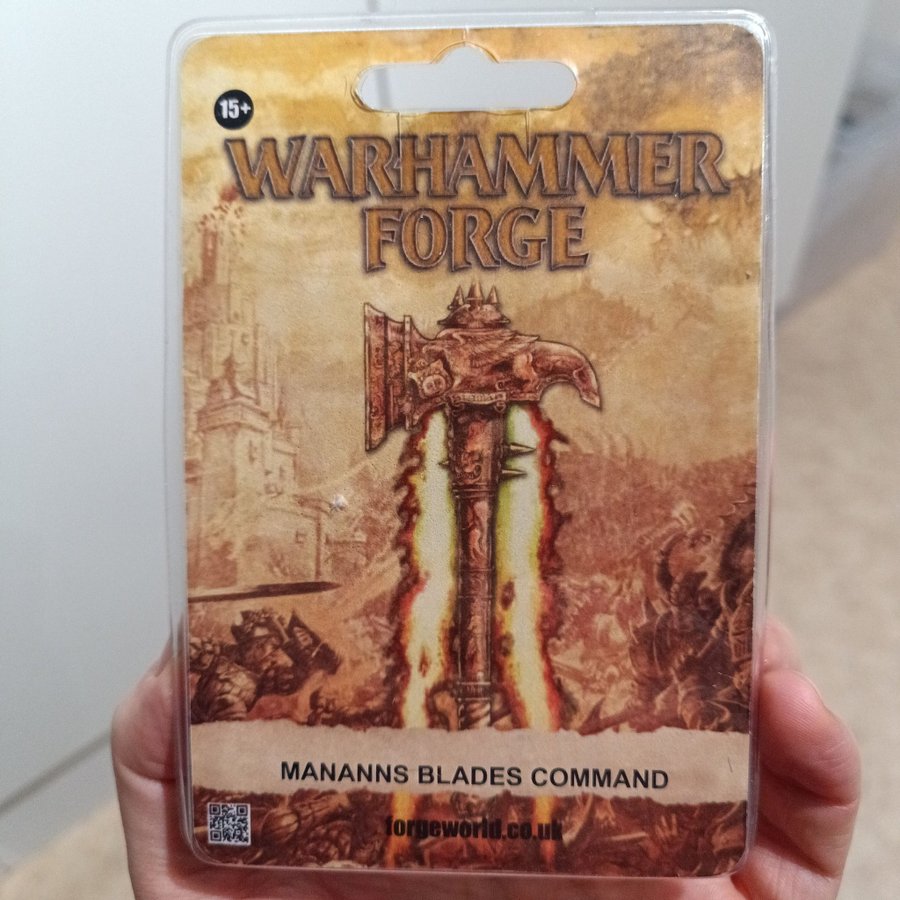 15+
WARHAMMER
FORGE
MANANNS BLADES COMMAND
forgeworld.co.uk